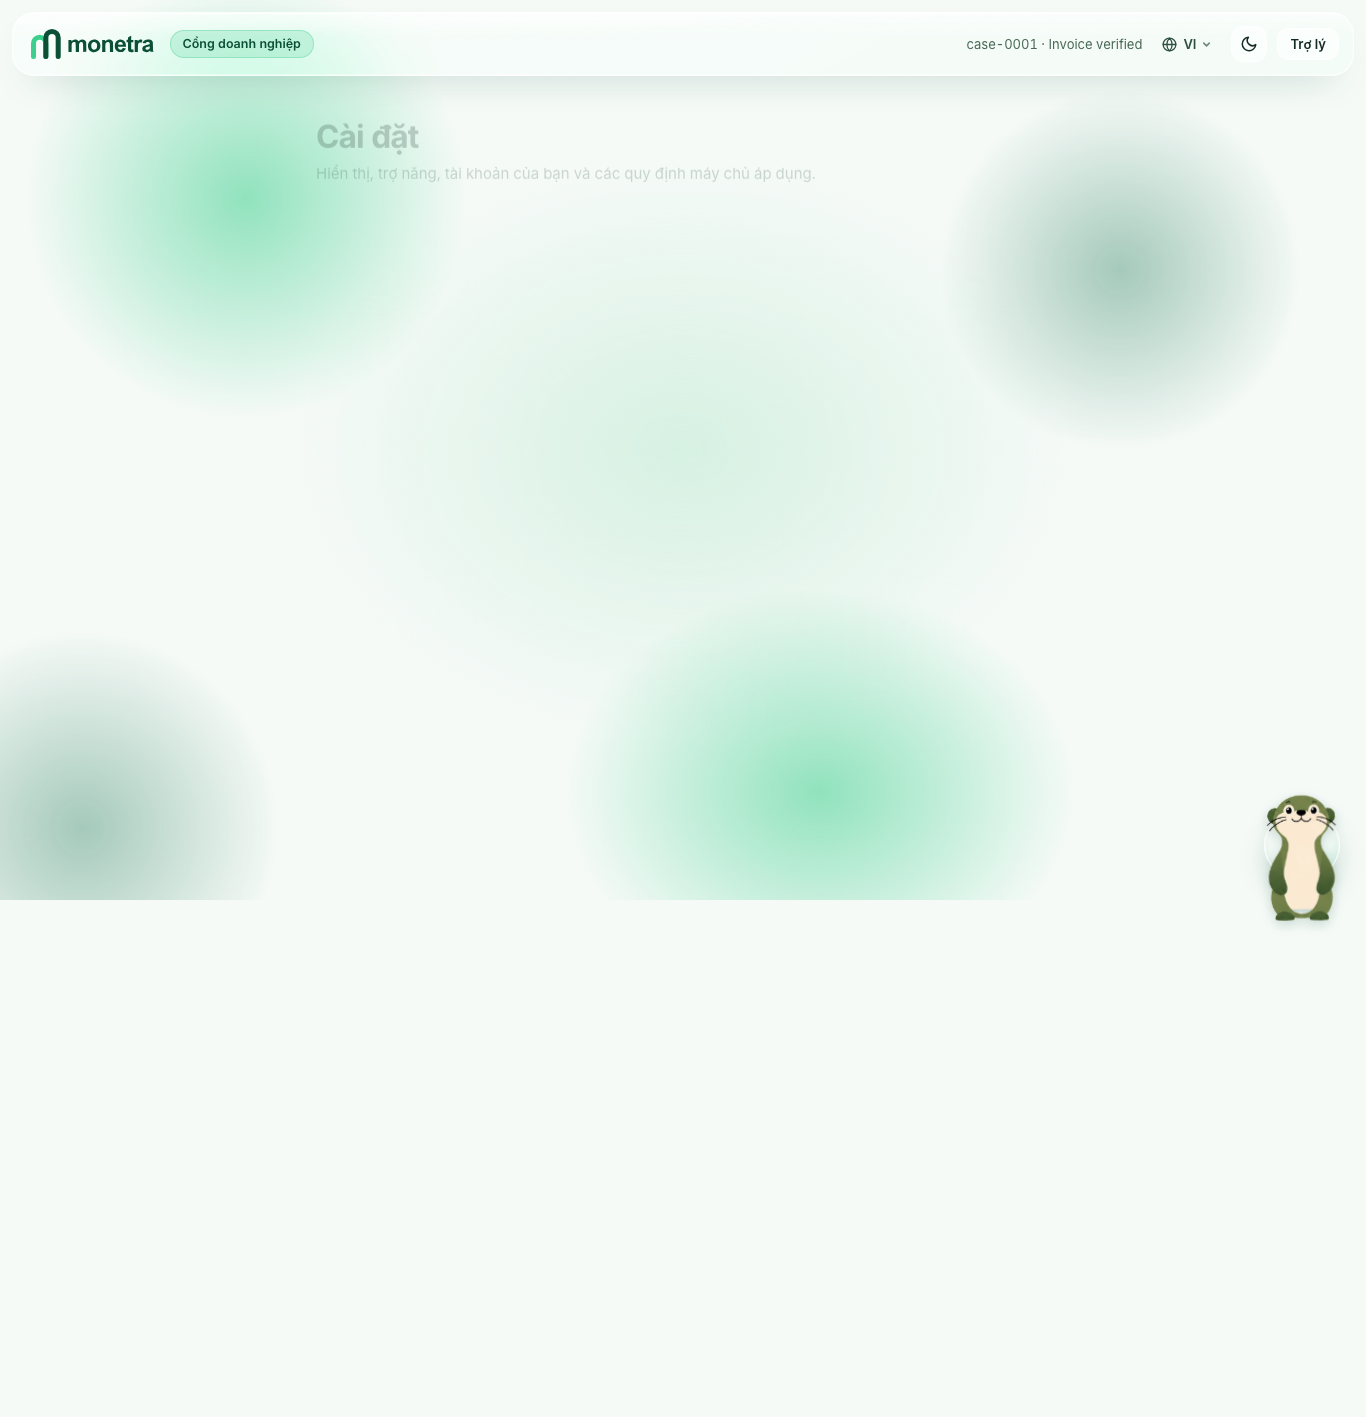 monetra
Cổng doanh nghiệp
case-0001 · Invoice verified
VI
Trợ lý
Cài đặt
Hiển thị, trợ năng, tài khoản của bạn và các quy định máy chủ áp dụng.